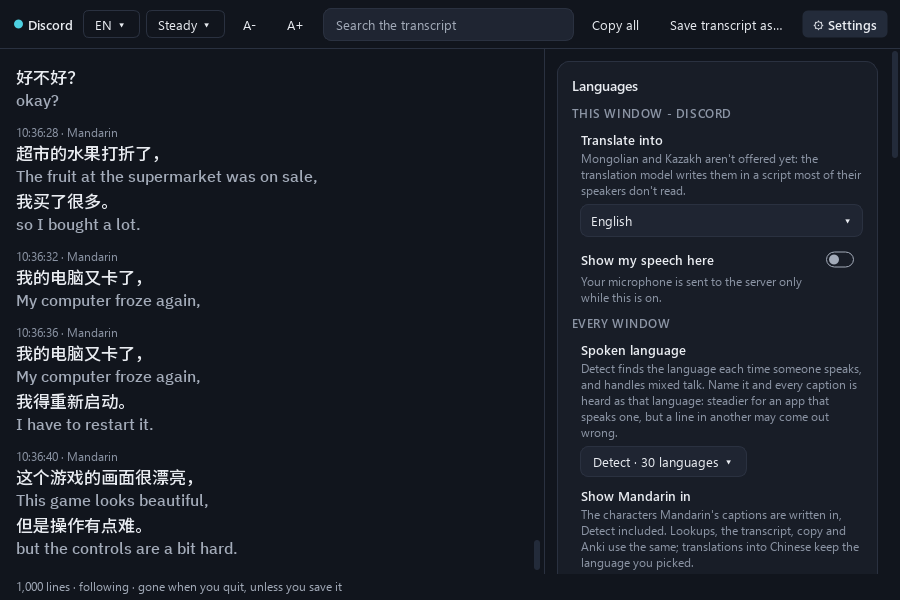 Discord
EN ▾
Steady ▾
A-
A+
Search the transcript
Copy all
Save transcript as...
⚙ Settings
好不好?
okay?
10:36:28 · Mandarin
超市的水果打折了，
The fruit at the supermarket was on sale,
我买了很多。
so I bought a lot.
10:36:32 · Mandarin
我的电脑又卡了，
My computer froze again,
10:36:36 · Mandarin
我的电脑又卡了，
My computer froze again,
我得重新启动。
I have to restart it.
10:36:40 · Mandarin
这个游戏的画面很漂亮，
This game looks beautiful,
但是操作有点难。
but the controls are a bit hard.
1,000 lines · following · gone when you quit, unless you save it
Languages
THIS WINDOW - DISCORD
Translate into
Mongolian and Kazakh aren't offered yet: the
translation model writes them in a script most of their
speakers don't read.
English ▾
Show my speech here
Your microphone is sent to the server only
while this is on.
EVERY WINDOW
Spoken language
Detect finds the language each time someone speaks,
and handles mixed talk. Name it and every caption is
heard as that language: steadier for an app that
speaks one, but a line in another may come out
wrong.
Detect · 30 languages ▾
Show Mandarin in
The characters Mandarin's captions are written in,
Detect included. Lookups, the transcript, copy and
Anki use the same; translations into Chinese keep the
language you picked.